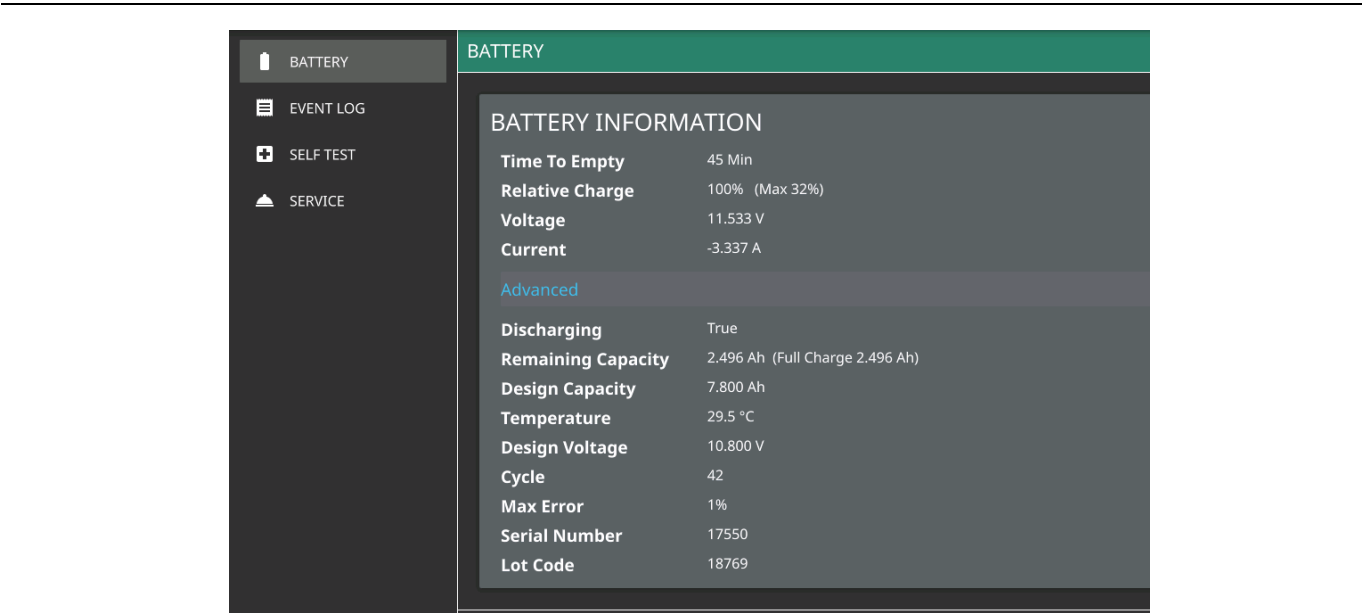 BATTERY
EVENT LOG
SELF TEST
SERVICE
BATTERY
BATTERY INFORMATION
Time To Empty 45 Min
Relative Charge 100% (Max 32%)
Voltage 11.533 V
Current -3.337 A
Advanced
Discharging True
Remaining Capacity 2.496 Ah (Full Charge 2.496 Ah)
Design Capacity 7.800 Ah
Temperature 29.5 °C
Design Voltage 10.800 V
Cycle 42
Max Error 1%
Serial Number 17550
Lot Code 18769